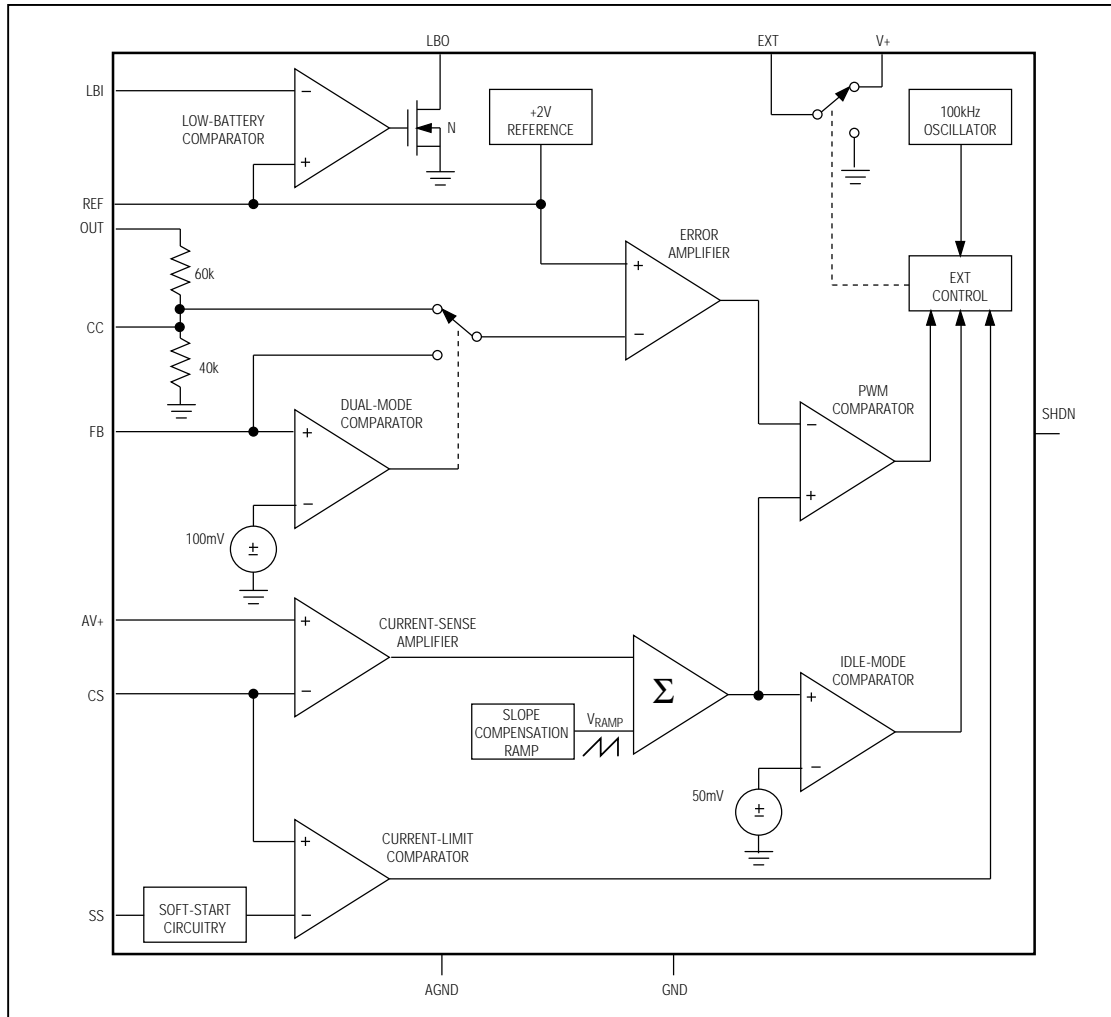 LBO
EXT
V+
LBI
LOW-BATTERY
COMPARATOR
−
+
N
+2V
REFERENCE
100kHz
OSCILLATOR
REF
OUT
60k
ERROR
AMPLIFIER
+
−
EXT
CONTROL
CC
40k
DUAL-MODE
COMPARATOR
PWM
COMPARATOR
−
+
SHDN
FB
+
−
100mV
±
AV+
CURRENT-SENSE
AMPLIFIER
+
−
CS
IDLE-MODE
COMPARATOR
+
−
Σ
SLOPE
COMPENSATION
RAMP
VRAMP
50mV
±
CURRENT-LIMIT
COMPARATOR
+
−
SS
SOFT-START
CIRCUITRY
AGND
GND